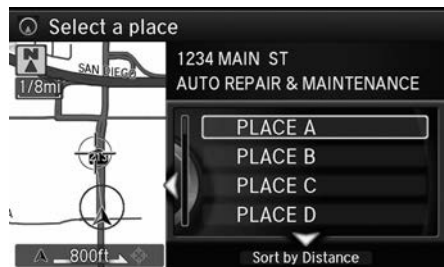 Select a place
N
1/8mi
SAN DIEGO
1234 MAIN ST
AUTO REPAIR & MAINTENANCE
PLACE A
PLACE B
PLACE C
PLACE D
800ft
Sort by Distance